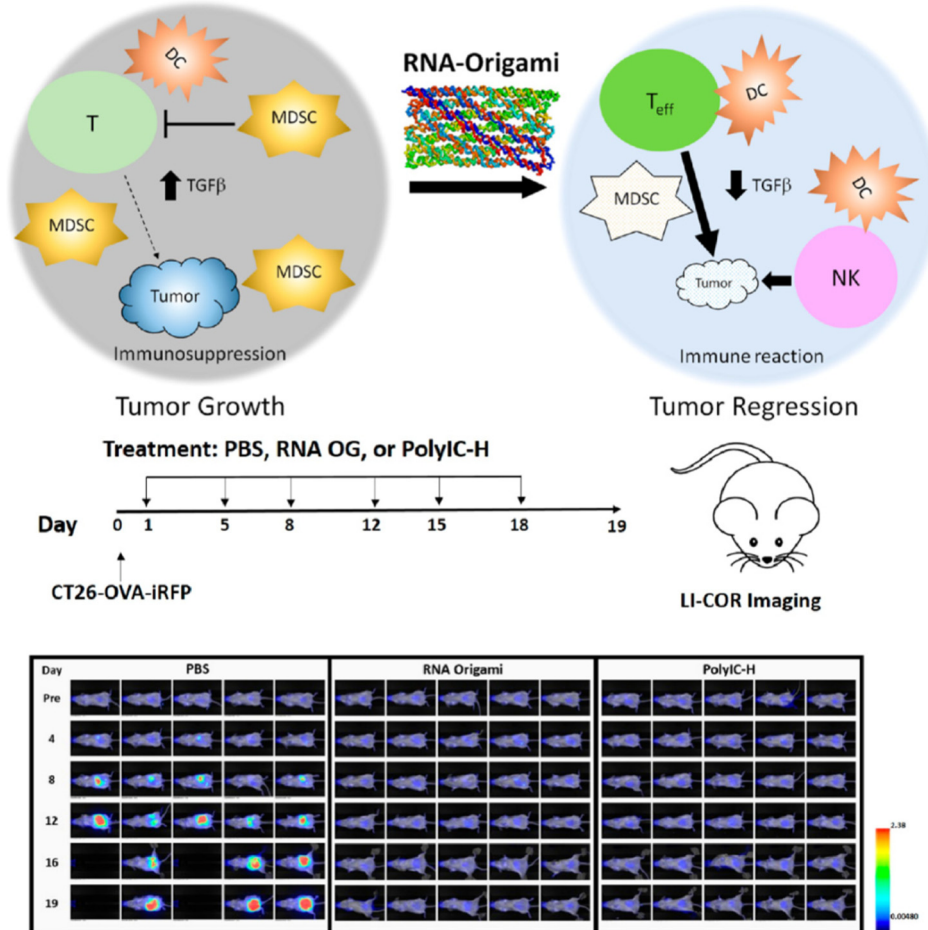 DC
T
MDSC
TGFβ
MDSC
MDSC
Tumor
Immunosuppression
Tumor Growth
RNA-Origami
Teff
DC
MDSC
TGFβ
DC
NK
Tumor
Immune reaction
Tumor Regression
Treatment: PBS, RNA OG, or PolyIC-H
Day 0 1 5 8 12 15 18 19
CT26-OVA-iRFP
LI-COR Imaging
Day PBS RNA Origami PolyIC-H
Pre
4
8
12
16
19
2.38
0.00480